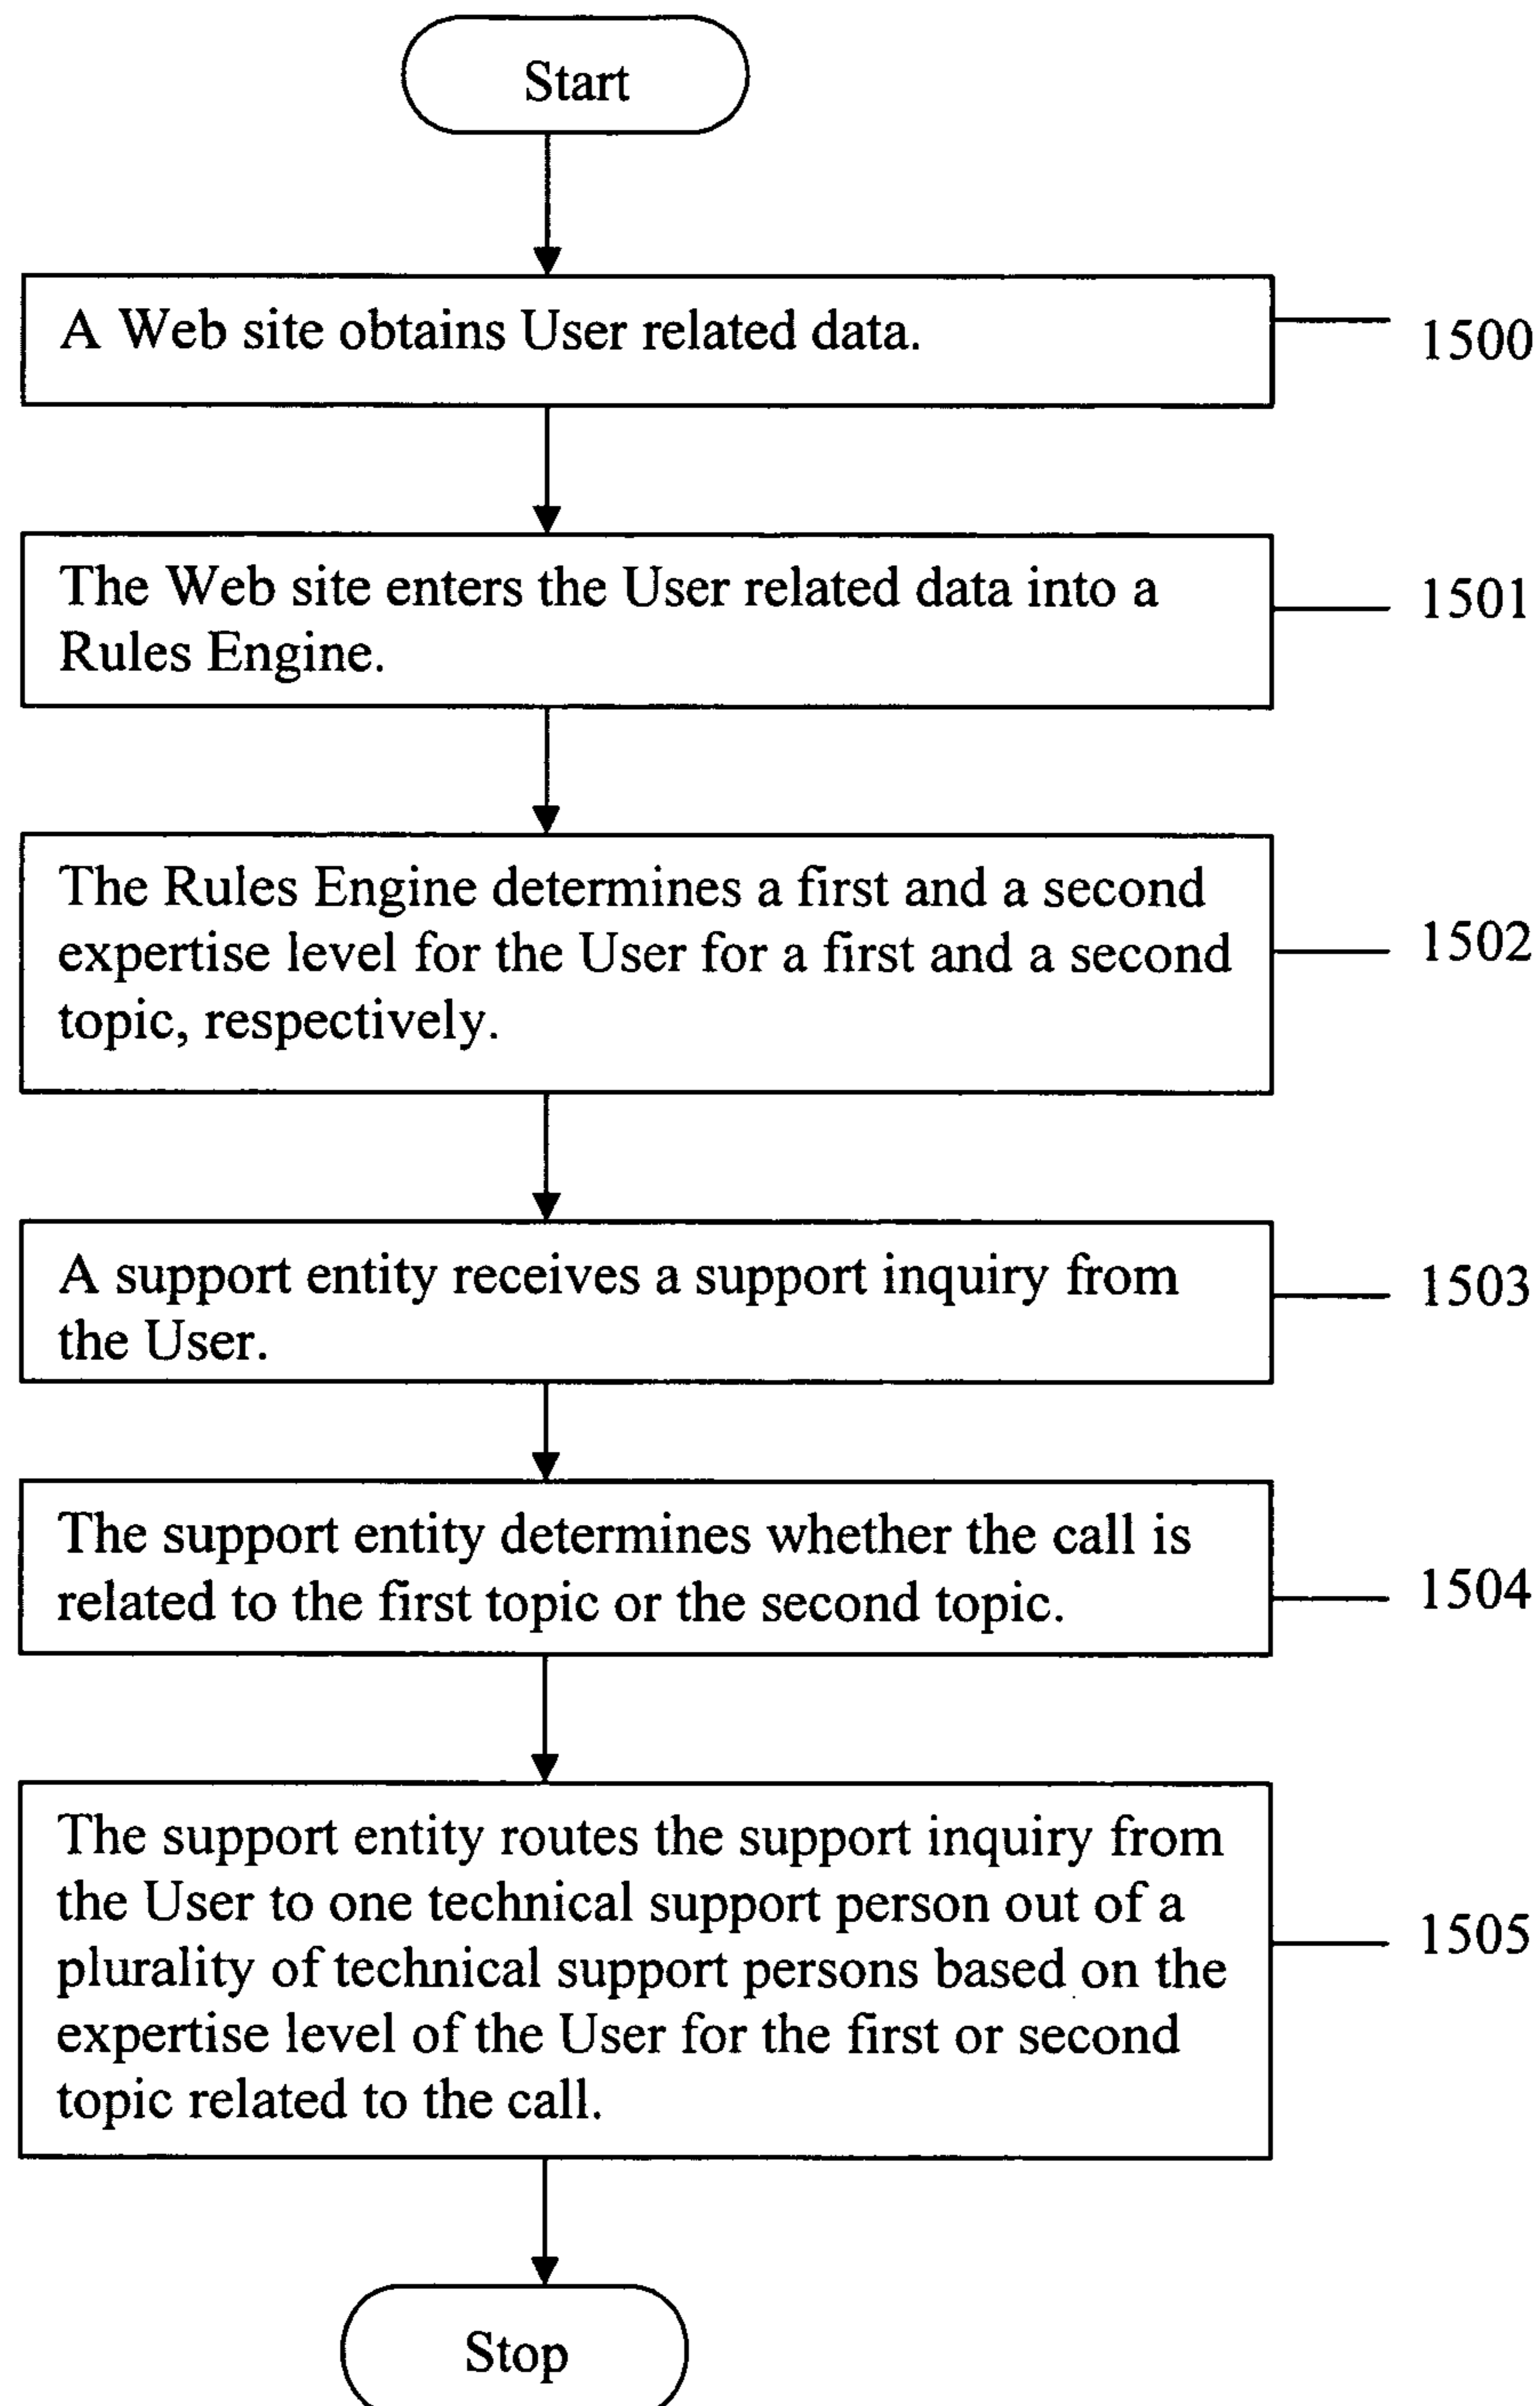 Start
A Web site obtains User related data.
1500
The Web site enters the User related data into a
Rules Engine.
1501
The Rules Engine determines a first and a second
expertise level for the User for a first and a second
topic, respectively.
1502
A support entity receives a support inquiry from
the User.
1503
The support entity determines whether the call is
related to the first topic or the second topic.
1504
The support entity routes the support inquiry from
the User to one technical support person out of a
plurality of technical support persons based on the
expertise level of the User for the first or second
topic related to the call.
1505
Stop